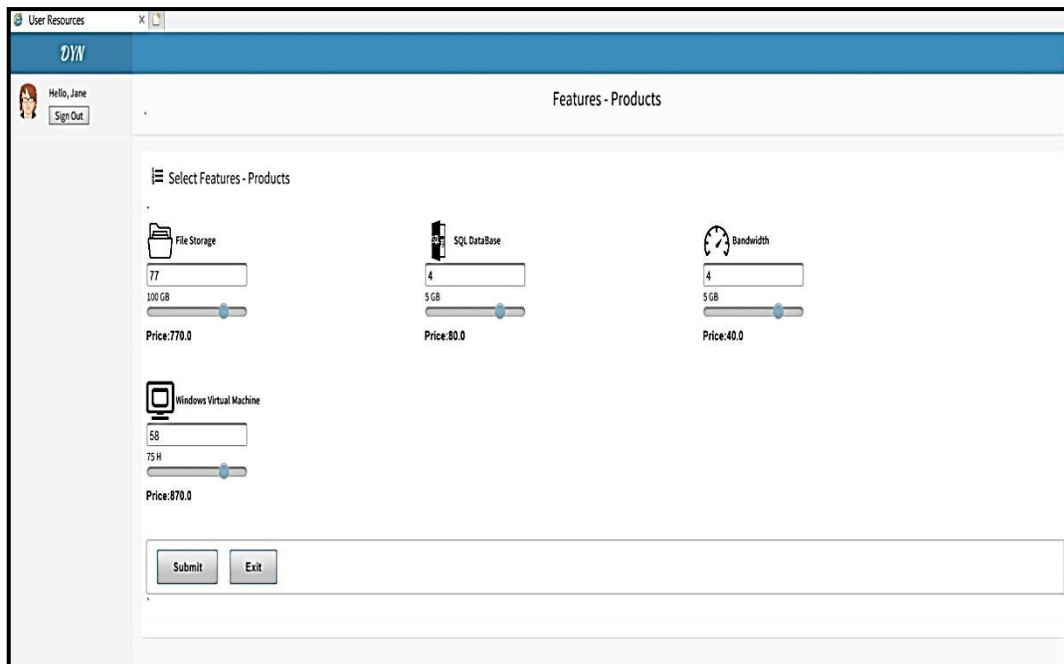 User Resources
X
DYN
Hello, Jane
Sign Out
Features - Products
Select Features - Products
File Storage
77
100 GB
Price:770.0
SQL DataBase
4
5 GB
Price:80.0
Bandwidth
4
5 GB
Price:40.0
Windows Virtual Machine
58
75 H
Price:870.0
Submit
Exit